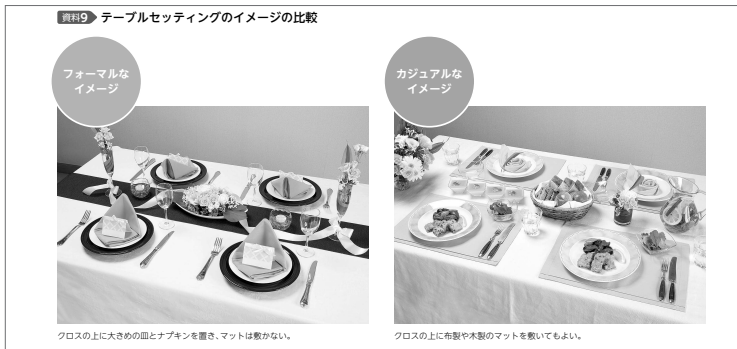 資料9 テーブルセッティングのイメージの比較
フォーマルな
イメージ
カジュアルな
イメージ
クロスの上に大きめの皿とナプキンを置き、マットは敷かない。
クロスの上に布製や木製のマットを敷いてもよい。